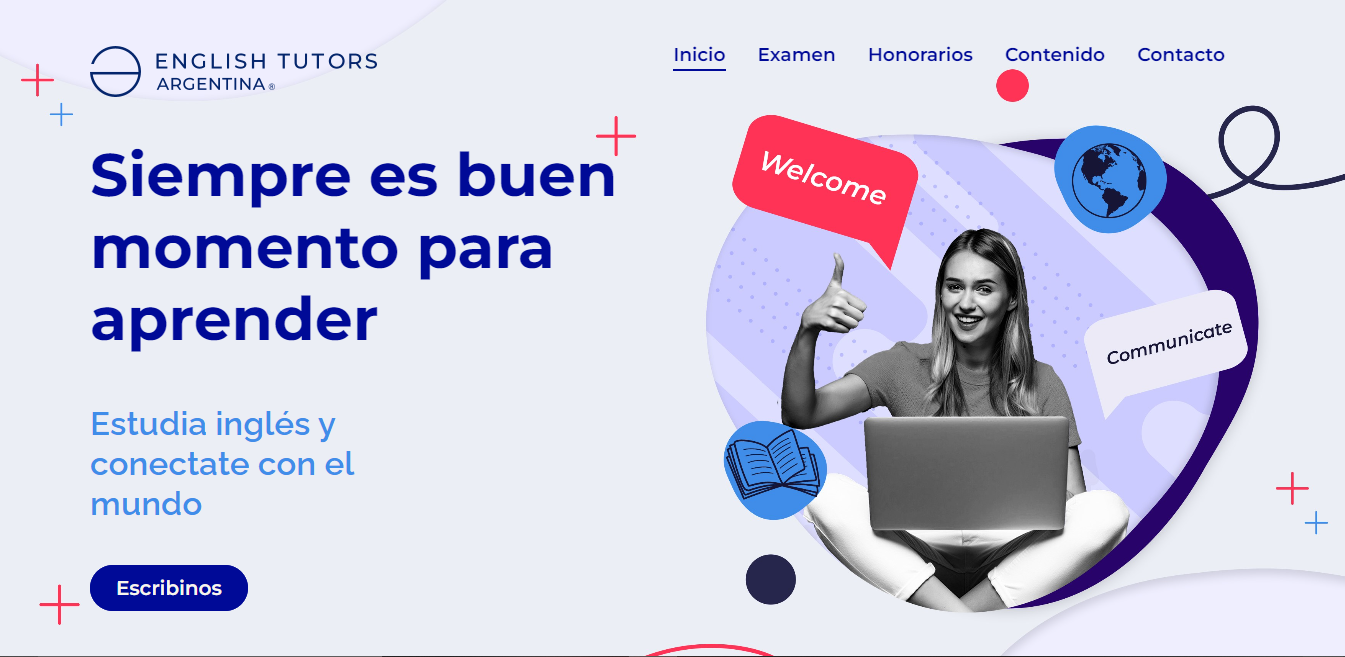 ENGLISH TUTORS
ARGENTINA®
Inicio Examen Honorarios Contenido Contacto
Siempre es buen
momento para
aprender
Estudia inglés y
conectate con el
mundo
Escribinos
Welcome
Communicate